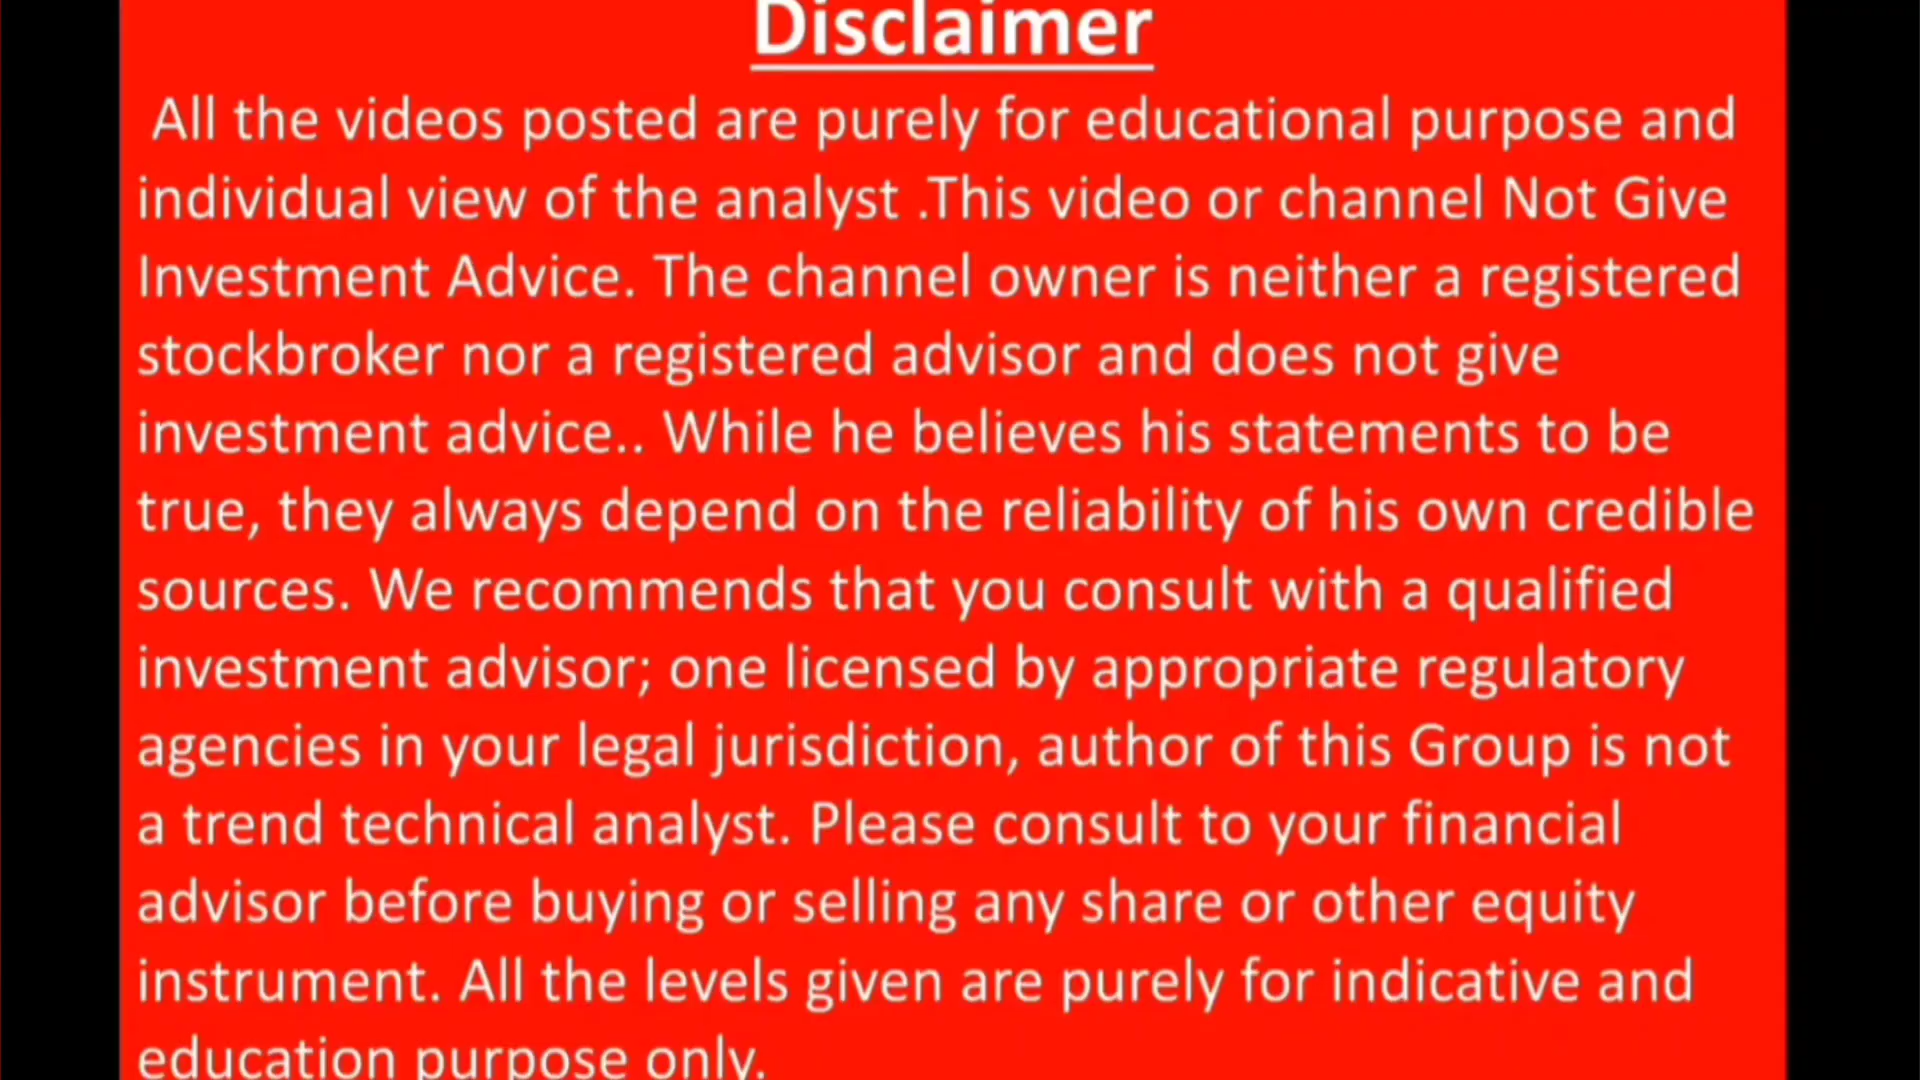 Disclaimer
All the videos posted are purely for educational purpose and
individual view of the analyst .This video or channel Not Give
Investment Advice. The channel owner is neither a registered
stockbroker nor a registered advisor and does not give
investment advice.. While he believes his statements to be
true, they always depend on the reliability of his own credible
sources. We recommends that you consult with a qualified
investment advisor; one licensed by appropriate regulatory
agencies in your legal jurisdiction, author of this Group is not
a trend technical analyst. Please consult to your financial
advisor before buying or selling any share or other equity
instrument. All the levels given are purely for indicative and
education purpose only.